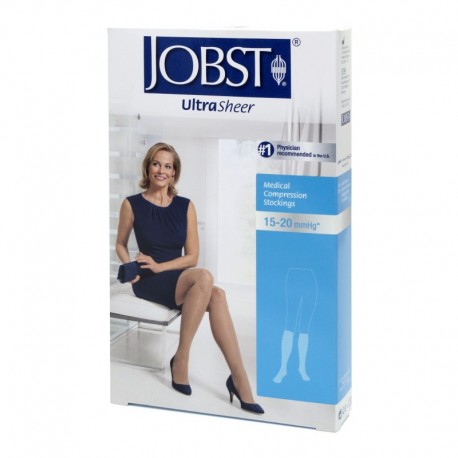 JOBST®
®
UltraSheer
#1 Physician
recommended in the U.S.
Medical
Compression
Stockings
15-20 mmHg*